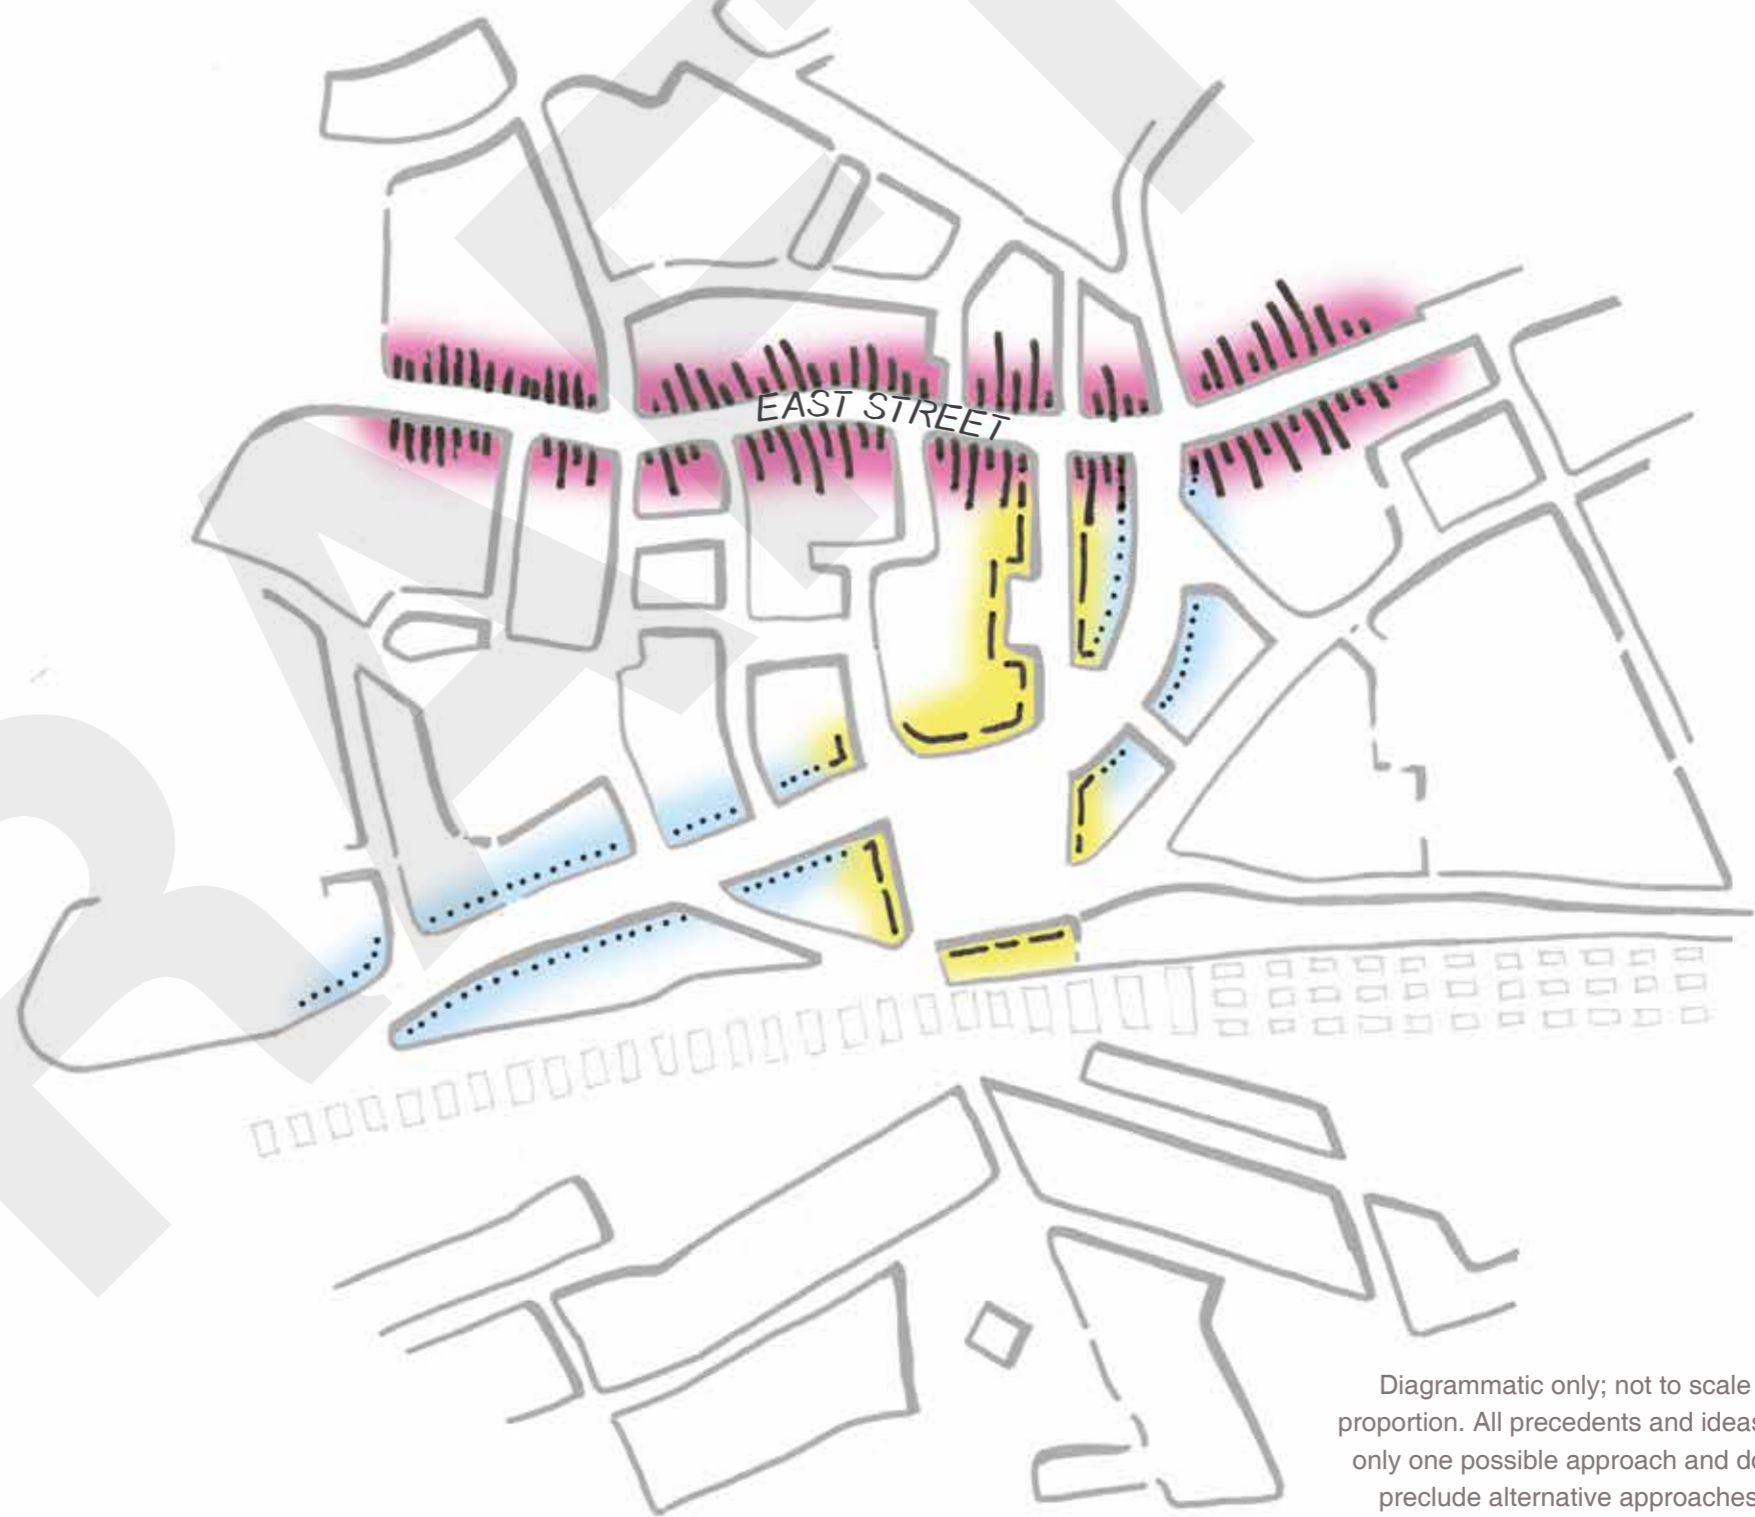 EAST STREET
Diagrammatic only; not to scale
proportion. All precedents and ideas
only one possible approach and do
preclude alternative approaches